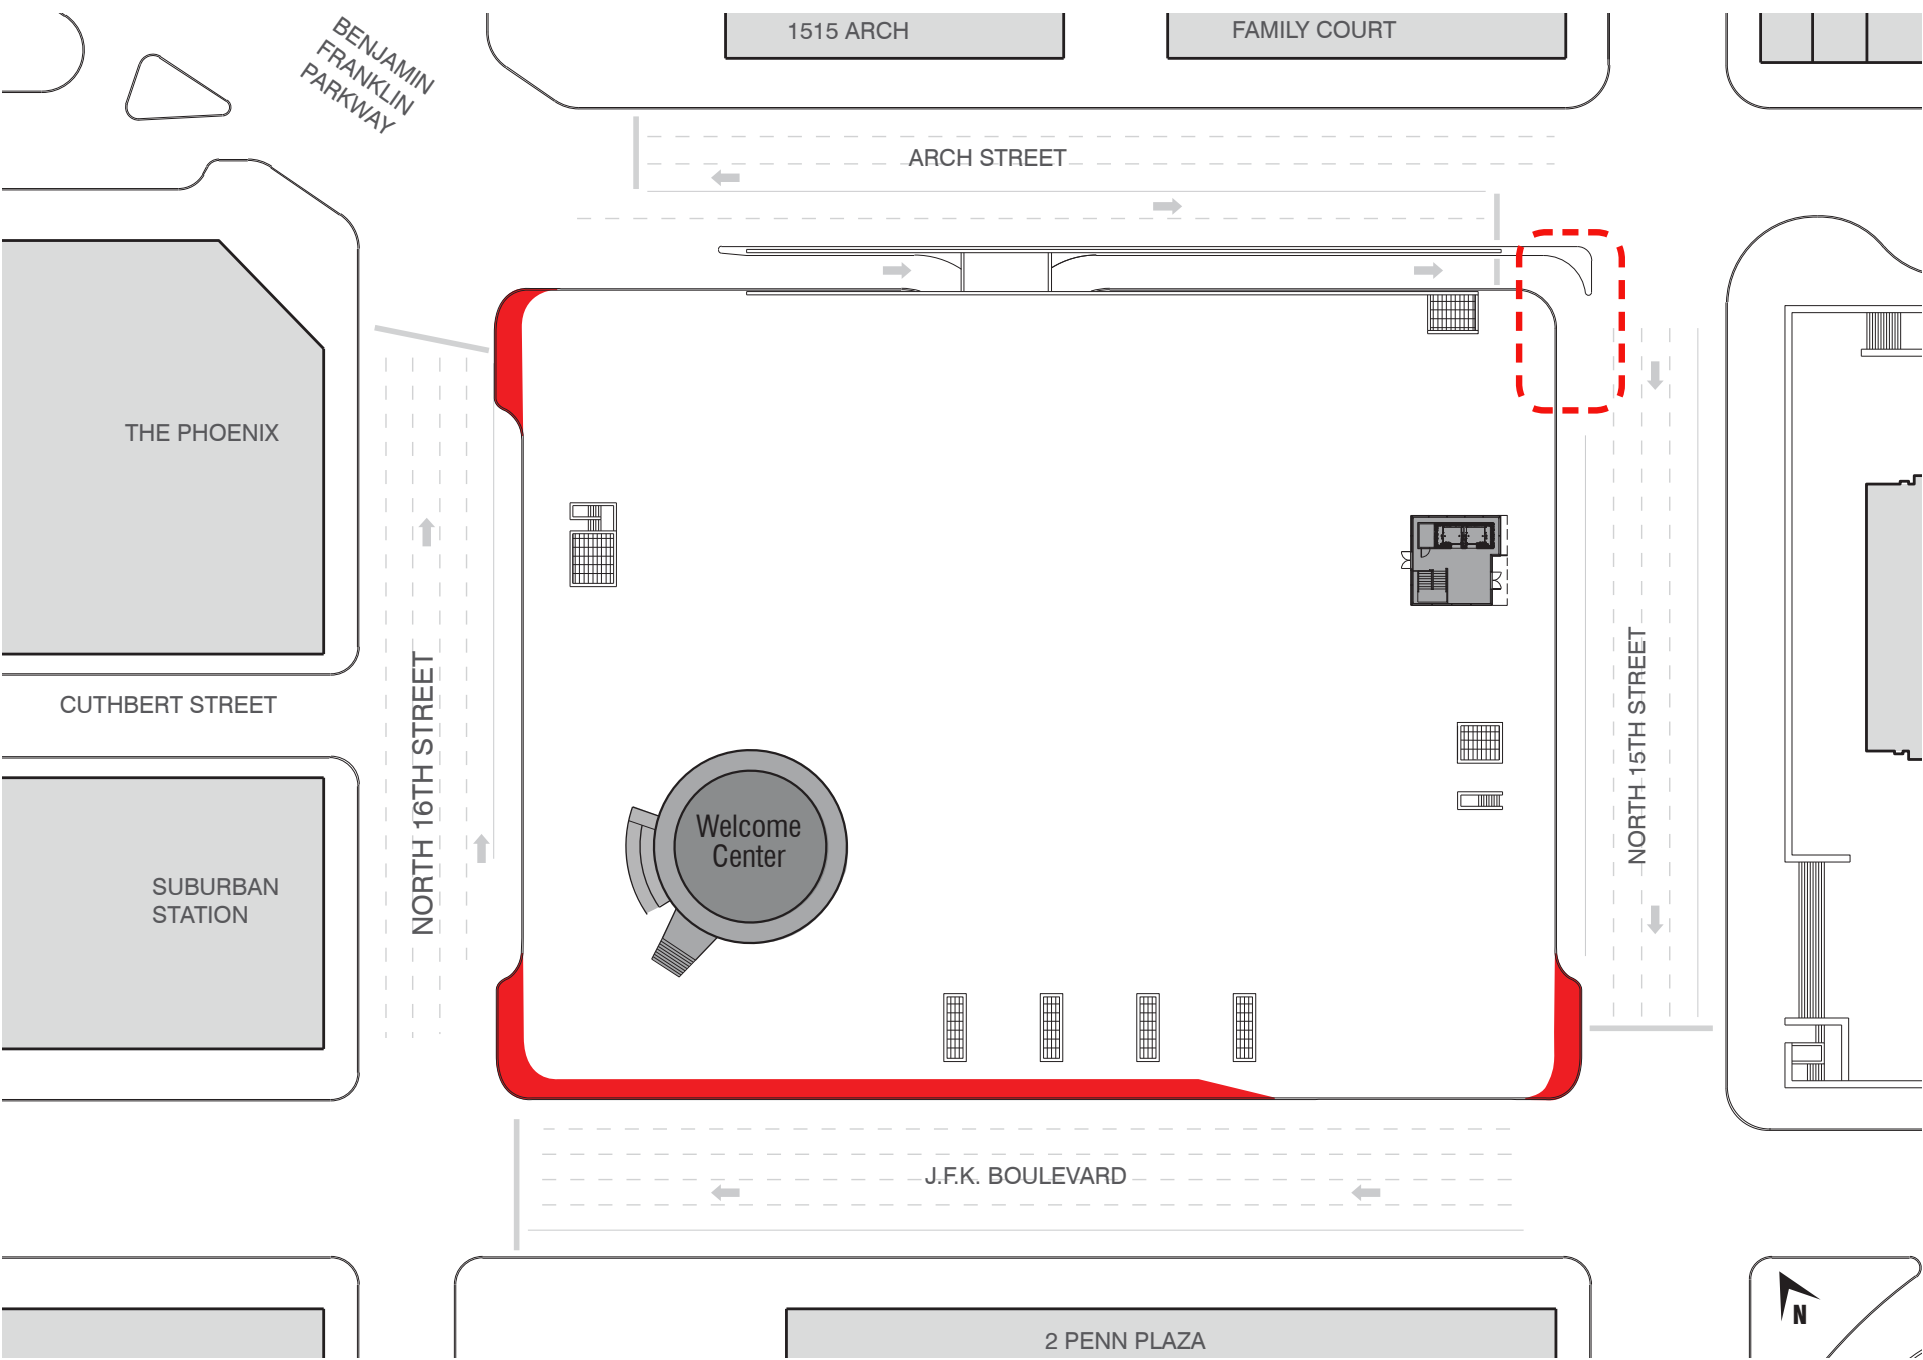 BENJAMIN
FRANKLIN
PARKWAY
1515 ARCH
FAMILY COURT
ARCH STREET
THE PHOENIX
CUTHBERT STREET
NORTH 16TH STREET
NORTH 15TH STREET
Welcome
Center
SUBURBAN
STATION
J.F.K. BOULEVARD
N
2 PENN PLAZA